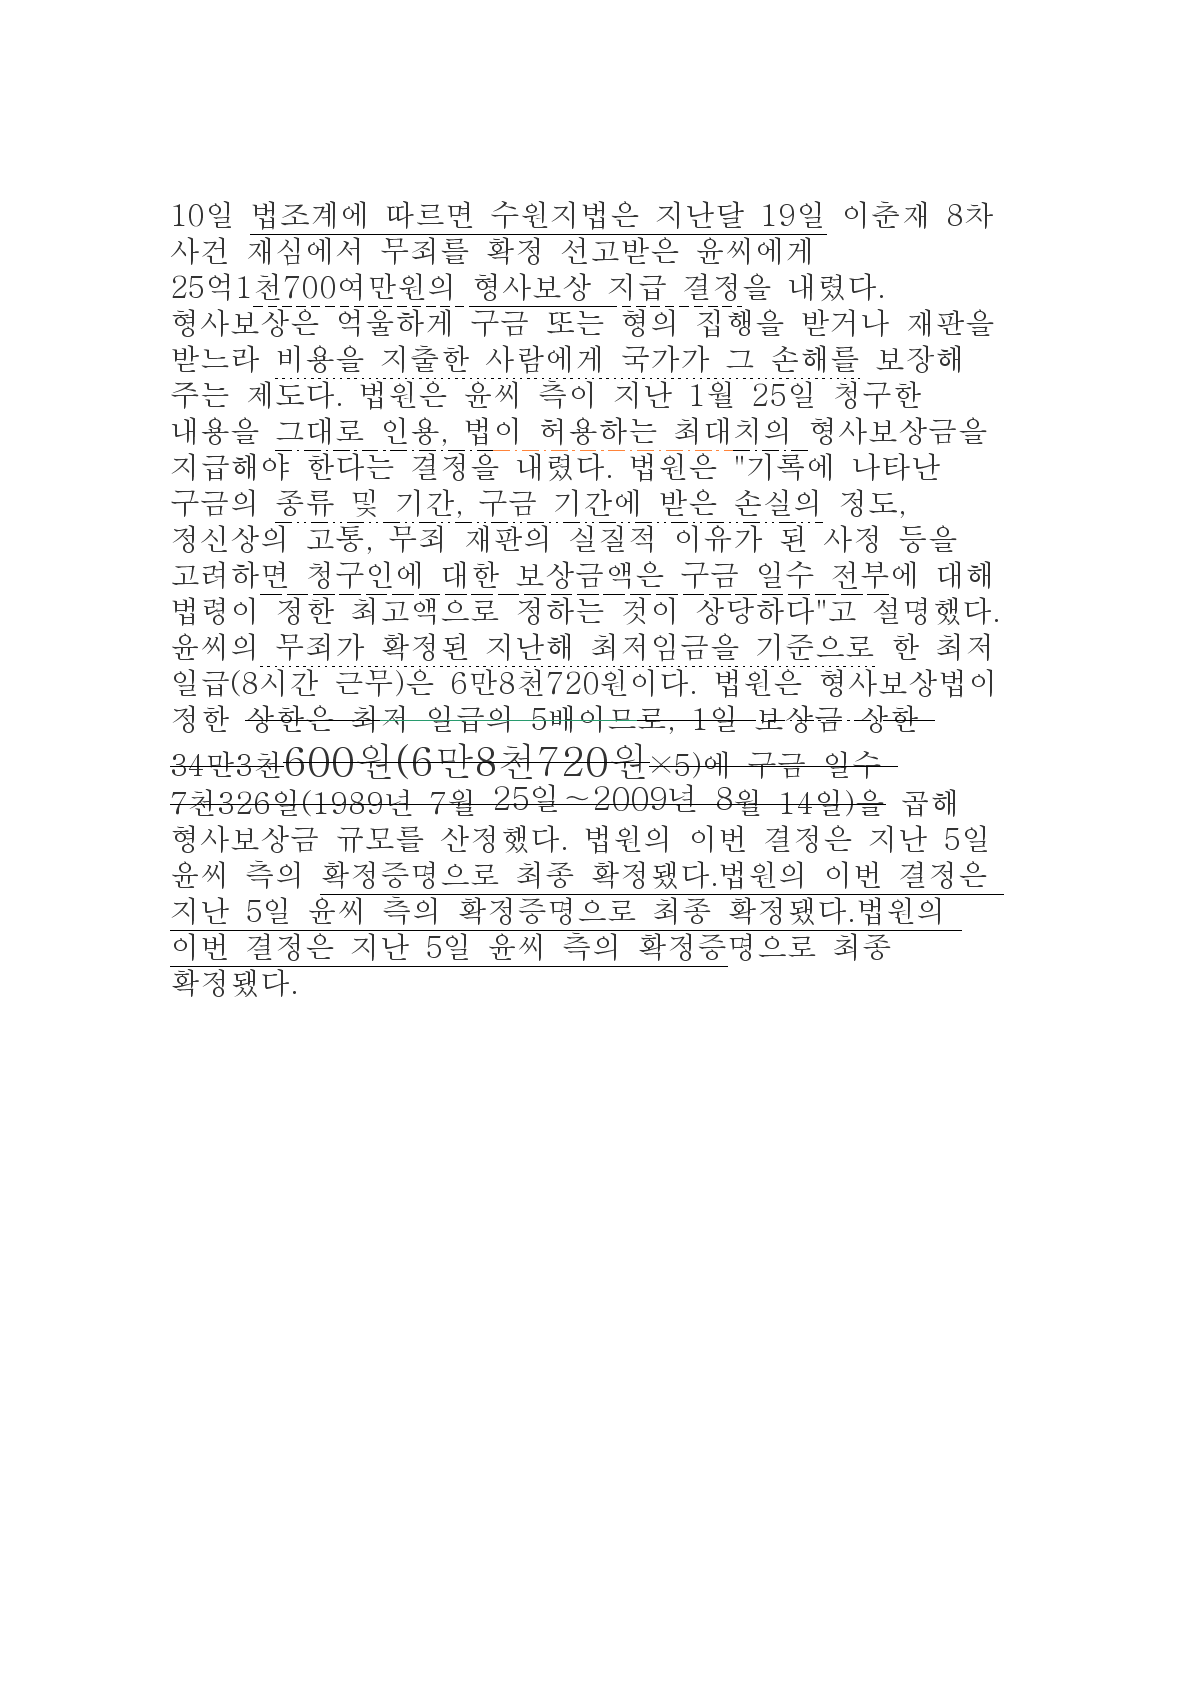 10일 법조계에 따르면 수원지법은 지난달 19일 이춘재 8차
사건 재심에서 무죄를 확정 선고받은 윤씨에게
25억1천700여만원의 형사보상 지급 결정을 내렸다.
형사보상은 억울하게 구금 또는 형의 집행을 받거나 재판을
받느라 비용을 지출한 사람에게 국가가 그 손해를 보장해
주는 제도다. 법원은 윤씨 측이 지난 1월 25일 청구한
내용을 그대로 인용, 법이 허용하는 최대치의 형사보상금을
지급해야 한다는 결정을 내렸다. 법원은 "기록에 나타난
구금의 종류 및 기간, 구금 기간에 받은 손실의 정도,
정신상의 고통, 무죄 재판의 실질적 이유가 된 사정 등을
고려하면 청구인에 대한 보상금액은 구금 일수 전부에 대해
법령이 정한 최고액으로 정하는 것이 상당하다"고 설명했다.
윤씨의 무죄가 확정된 지난해 최저임금을 기준으로 한 최저
일급(8시간 근무)은 6만8천720원이다. 법원은 형사보상법이
정한 상한은 최저 일급의 5배이므로, 1일 보상금 상한
34만3천600원(6만8천720원×5)에 구금 일수
7천326일(1989년 7월 25일～2009년 8월 14일)을 곱해
형사보상금 규모를 산정했다. 법원의 이번 결정은 지난 5일
윤씨 측의 확정증명으로 최종 확정됐다.법원의 이번 결정은
지난 5일 윤씨 측의 확정증명으로 최종 확정됐다.법원의
이번 결정은 지난 5일 윤씨 측의 확정증명으로 최종
확정됐다.